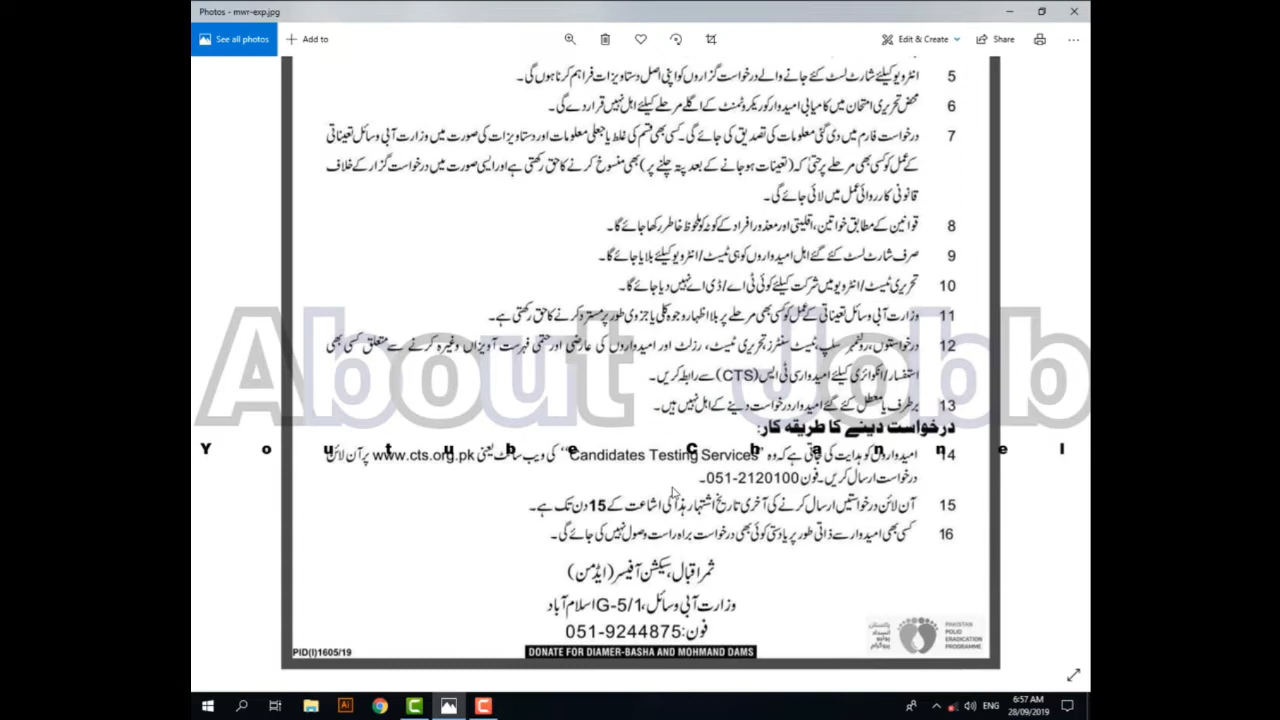 Photos - mwr-exp.jpg
See all photos
Add to
Edit & Create
Share
5 انٹرویو کیلئے شارٹ لسٹ کئے جانے والے درخواست گزاروں کو اپنی اصل دستاویزات فراہم کرنا ہوں گی۔
6 محض تحریری امتحان میں کامیابی امیدوار کو ریکروٹمنٹ کے اگلے مرحلے کیلئے اہل نہیں قرار دے گی۔
7 درخواست فارم میں دی گئی معلومات کی تصدیق کی جائے گی۔ کسی بھی قسم کی غلط یا جعلی معلومات اور دستاویزات کی صورت میں وزارت آبی وسائل تعیناتی
کے عمل کو کسی بھی مرحلے پر حتیٰ کہ (تعینات ہو جانے کے بعد پتہ چلنے پر) بھی منسوخ کرنے کا حق رکھتی ہے اور ایسی صورت میں درخواست گزار کے خلاف
قانونی کارروائی عمل میں لائی جائے گی۔
8 قوانین کے مطابق خواتین، اقلیتی اور معذور افراد کے کوٹہ کو ملحوظ خاطر رکھا جائے گا۔
9 صرف شارٹ لسٹ کئے گئے اہل امیدواروں کو ہی ٹیسٹ/انٹرویو کیلئے بلایا جائے گا۔
10 تحریری ٹیسٹ/انٹرویو میں شرکت کیلئے کوئی ٹی اے/ڈی اے نہیں دیا جائے گا۔
11 وزارت آبی وسائل تعیناتی کے عمل کو کسی بھی مرحلے پر بلا اظہار وجوہ کلی یا جزوی طور پر مسترد کرنے کا حق رکھتی ہے۔
12 درخواستوں، رولنمبر سلپ، ٹیسٹ سنٹرز، تحریری ٹیسٹ، رزلٹ اور امیدواروں کی عارضی اور حتمی فہرست آویزاں وغیرہ کرنے سے متعلق کسی بھی
استفسار/انکوائری کیلئے امیدوار سی ٹی ایس (CTS) سے رابطہ کریں۔
13 برطرف یا معطل کئے گئے امیدوار درخواست دینے کے اہل نہیں ہیں۔
About Jobb
درخواست دینے کا طریقہ کار:
Youtube Channel
14 امیدواروں کو ہدایت کی جاتی ہے کہ وہ "Candidates Testing Services" کی ویب سائٹ یعنی www.cts.org.pk پر آن لائن
درخواست ارسال کریں۔ فون 051-2120100۔
15 آن لائن درخواستیں ارسال کرنے کی آخری تاریخ اشتہار ہذا کی اشاعت کے 15 دن تک ہے۔
16 کسی بھی امیدوار سے ذاتی طور پر یا دستی کوئی بھی درخواست براہ راست وصول نہیں کی جائے گی۔
ثمر اقبال، سیکشن آفیسر (ایڈمن)
وزارت آبی وسائل، G-5/1 اسلام آباد
فون: 051-9244875
پاکستان
انسداد
پولیو
پروگرام
PAKISTAN
POLIO
ERADICATION
PROGRAMME
PID(I)1605/19
DONATE FOR DIAMER-BASHA AND MOHMAND DAMS
ENG
6:57 AM
28/09/2019